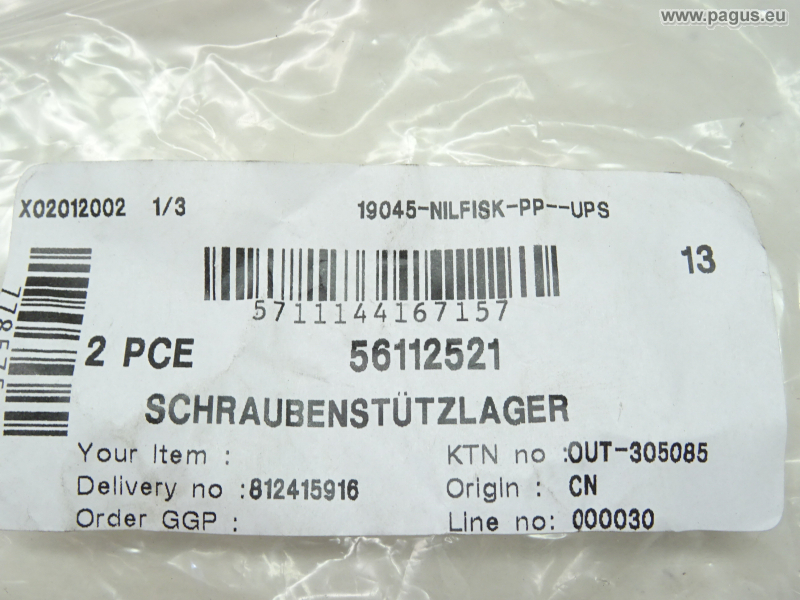 www.pagus.eu
X02012002 1/3 19045-NILFISK-PP--UPS
13
5711144167157
2 PCE 56112521
SCHRAUBENSTÜTZLAGER
Your Item : KTN no :OUT-305085
Delivery no :812415916 Origin : CN
Order GGP : Line no: 000030